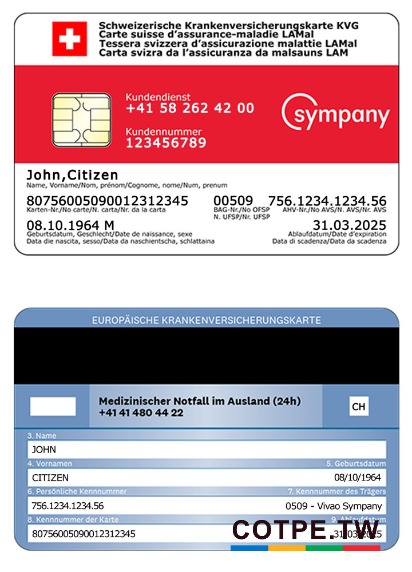 Schweizerische Krankenversicherungskarte KVG
Carte suisse d'assurance-maladie LAMal
Tessera svizzera d'assicurazione malattie LAMal
Carta svizra da l'assicuranza da malsauns LAM
Kundendienst
+41 58 262 42 00
sympany
Kundennummer
123456789
John,Citizen
Name, Vorname/Nom, prénom/Cognome, nome/Num, prenum
80756005090012312345 00509 756.1234.1234.56
Karten-Nr./No carte/N. carta/Nr. da la carta BAG-Nr./No OFSP AHV-Nr./No AVS/N. AVS/Nr. AVS
N. UFSP/Nr. UFSP
08.10.1964 M 31.03.2025
Geburtsdatum, Geschlecht/Date de naissance, sexe Ablaufdatum/Date d'expiration
Data die nascita, sesso/Data da naschientscha, schlattaina Data di scadenza/Data da scadenza
EUROPÄISCHE KRANKENVERSICHERUNGSKARTE
Medizinischer Notfall im Ausland (24h)
+41 41 480 44 22
CH
3. Name
JOHN
4. Vornamen 5. Geburtsdatum
CITIZEN 08/10/1964
6. Persönliche Kennnummer 7. Kennnummer des Trägers
756.1234.1234.56 0509 - Vivao Sympany
8. Kennnummer der Karte 9. Ablaufdatum
80756005090012312345 31/03/2025
COTPE.TW